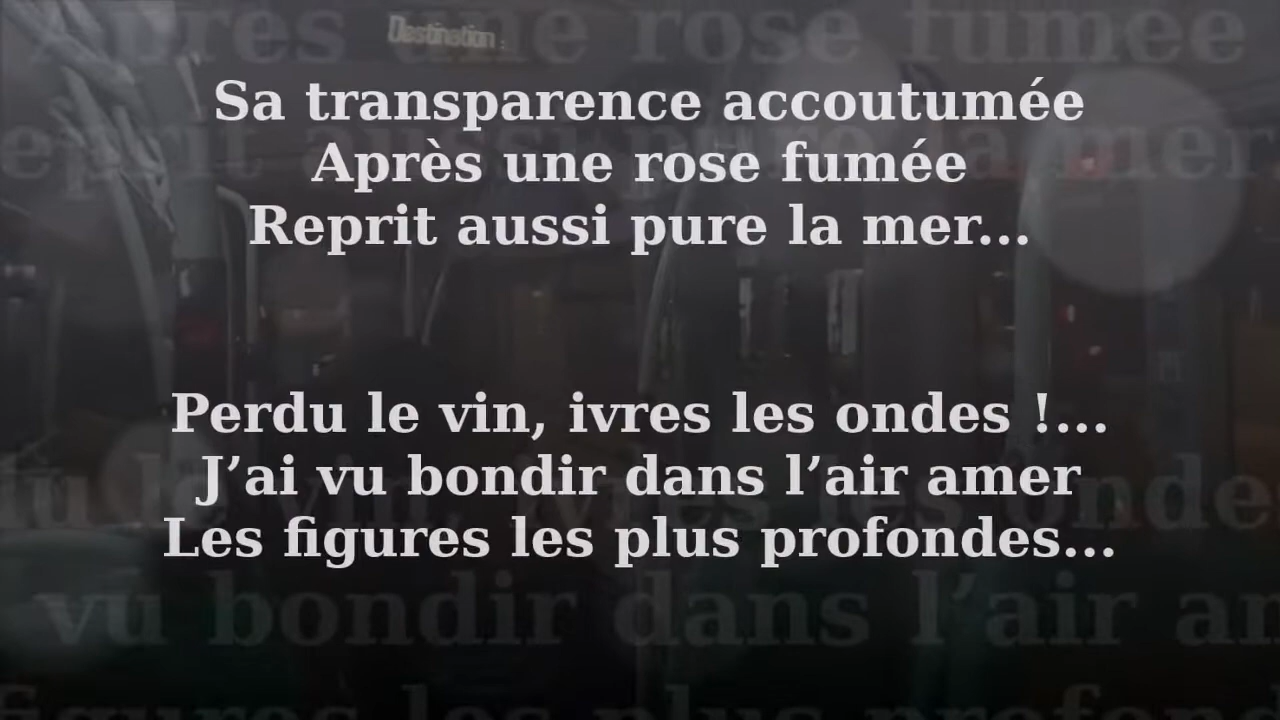 Destination :
Sa transparence accoutumée
Après une rose fumée
Reprit aussi pure la mer...
Perdu le vin, ivres les ondes !...
J’ai vu bondir dans l’air amer
Les figures les plus profondes...